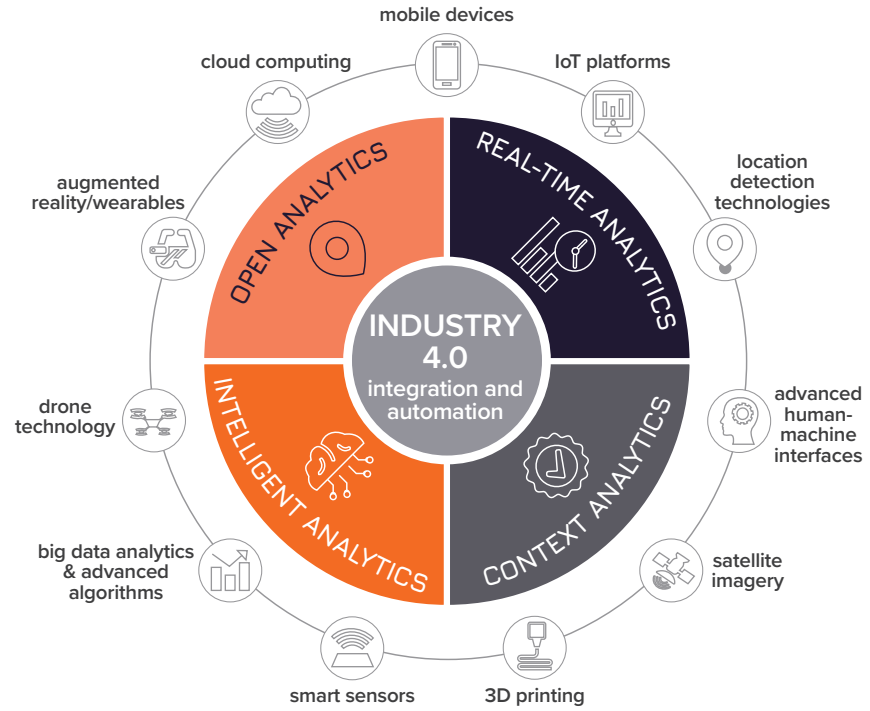 mobile devices
cloud computing
IoT platforms
augmented
reality/wearables
location
detection
technologies
OPEN ANALYTICS
REAL-TIME ANALYTICS
INDUSTRY
4.0
integration and
automation
drone
technology
advanced
human-
machine
interfaces
INTELLIGENT ANALYTICS
CONTEXT ANALYTICS
big data analytics
& advanced
algorithms
satellite
imagery
smart sensors
3D printing